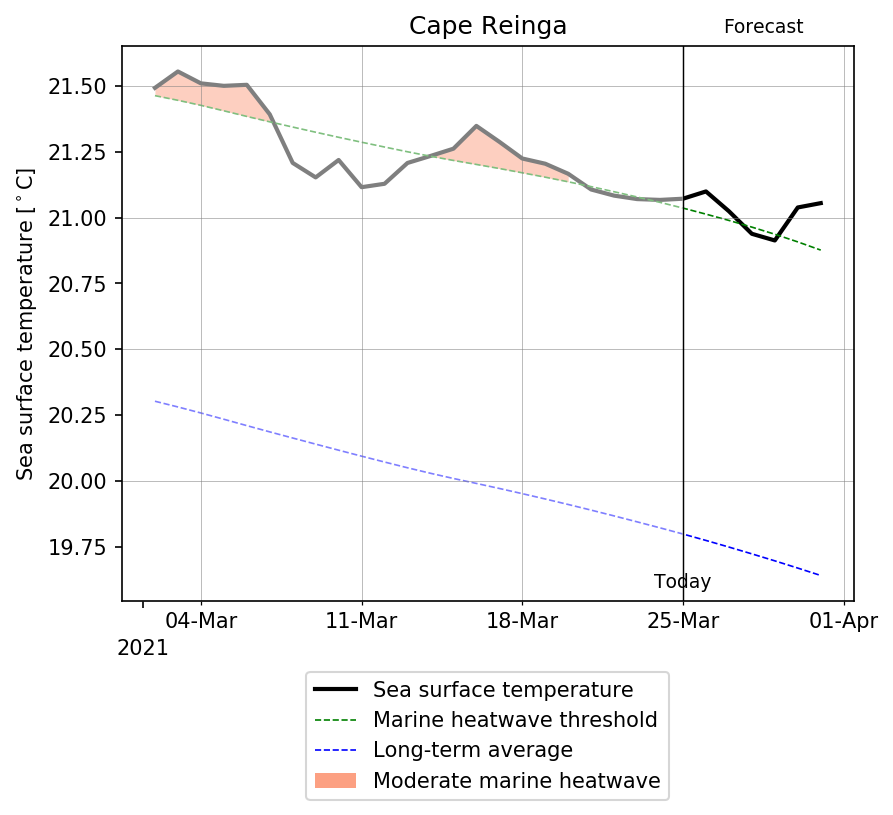 Cape Reinga
Forecast
Sea surface temperature [°C]
21.50
21.25
21.00
20.75
20.50
20.25
20.00
19.75
Today
04-Mar 11-Mar 18-Mar 25-Mar 01-Apr
2021
Sea surface temperature
Marine heatwave threshold
Long-term average
Moderate marine heatwave